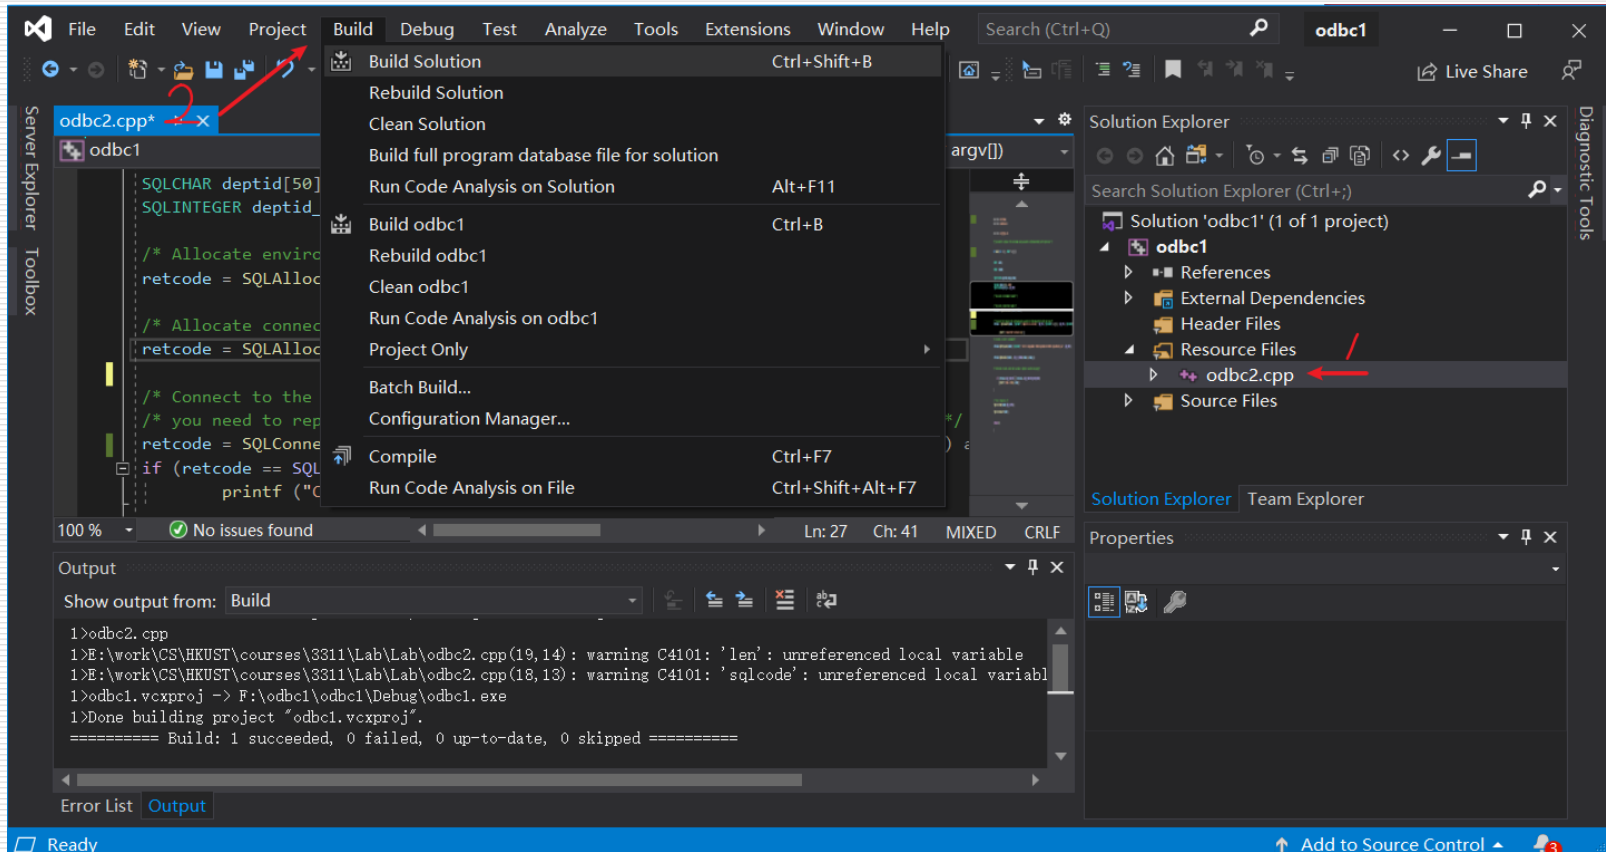 File Edit View Project Build Debug Test Analyze Tools Extensions Window Help Search (Ctrl+Q) odbc1
Live Share
2
Server Explorer
Toolbox
odbc2.cpp*
odbc1
argv[])
SQLCHAR deptid[50]
SQLINTEGER deptid_
/* Allocate enviro
retcode = SQLAlloc
/* Allocate connec
retcode = SQLAlloc
/* Connect to the
/* you need to rep
*/
retcode = SQLConne
)
if (retcode == SQL
printf ("C
Build Solution Ctrl+Shift+B
Rebuild Solution
Clean Solution
Build full program database file for solution
Run Code Analysis on Solution Alt+F11
Build odbc1 Ctrl+B
Rebuild odbc1
Clean odbc1
Run Code Analysis on odbc1
Project Only
Batch Build...
Configuration Manager...
Compile Ctrl+F7
Run Code Analysis on File Ctrl+Shift+Alt+F7
100 % No issues found Ln: 27 Ch: 41 MIXED CRLF
Output
Show output from: Build
1>odbc2.cpp
1>E:\work\CS\HKUST\courses\3311\Lab\Lab\odbc2.cpp(19,14): warning C4101: 'len': unreferenced local variable
1>E:\work\CS\HKUST\courses\3311\Lab\Lab\odbc2.cpp(18,13): warning C4101: 'sqlcode': unreferenced local variabl
1>odbc1.vcxproj -> F:\odbc1\odbc1\Debug\odbc1.exe
1>Done building project "odbc1.vcxproj".
========== Build: 1 succeeded, 0 failed, 0 up-to-date, 0 skipped ==========
Error List Output
Solution Explorer
Search Solution Explorer (Ctrl+;)
Solution 'odbc1' (1 of 1 project)
odbc1
References
External Dependencies
Header Files
Resource Files
1
odbc2.cpp
Source Files
Solution Explorer Team Explorer
Properties
Diagnostic Tools
Ready
Add to Source Control
3